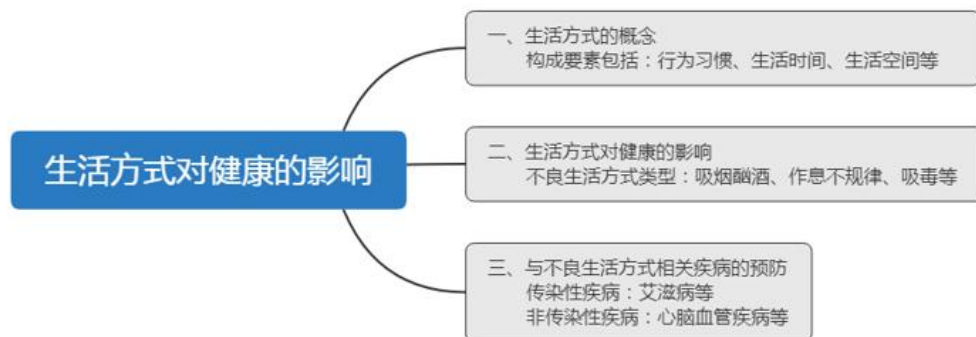 生活方式对健康的影响
一、生活方式的概念
构成要素包括：行为习惯、生活时间、生活空间等
二、生活方式对健康的影响
不良生活方式类型：吸烟酗酒、作息不规律、吸毒等
三、与不良生活方式相关疾病的预防
传染性疾病：艾滋病等
非传染性疾病：心脑血管疾病等